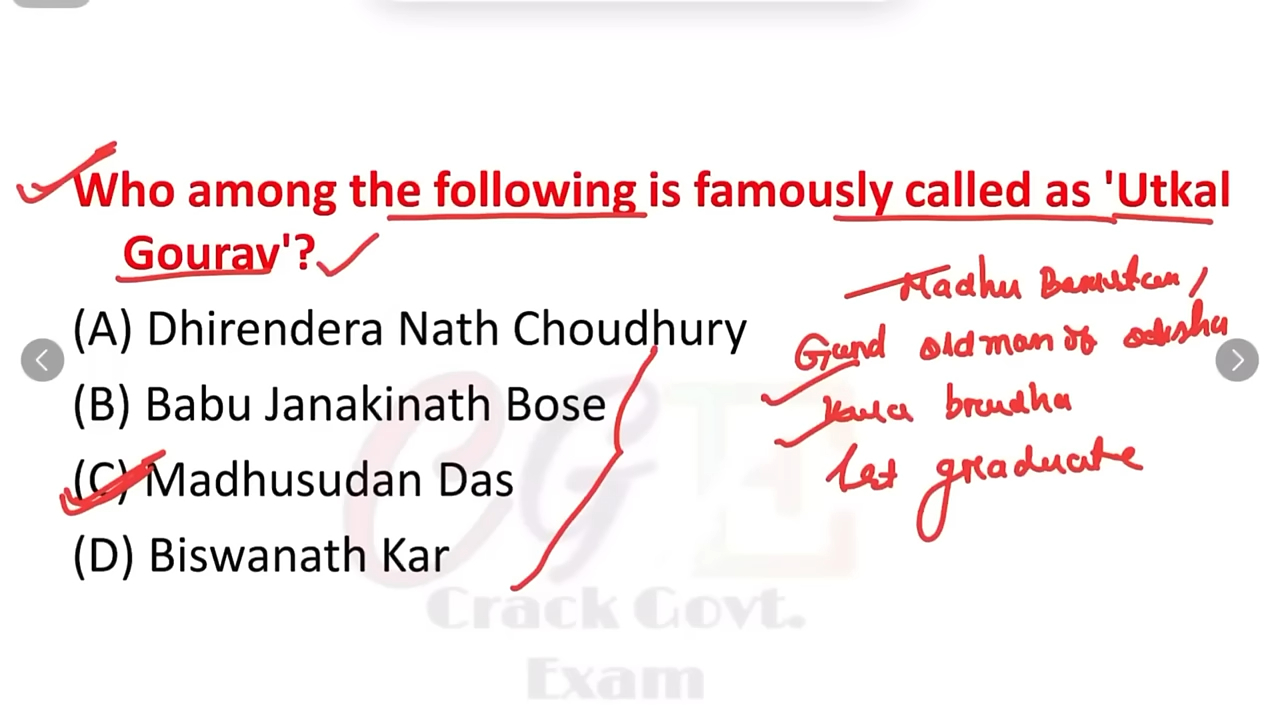 Who among the following is famously called as 'Utkal
Gourav'?
(A) Dhirendera Nath Choudhury
(B) Babu Janakinath Bose
(C) Madhusudan Das
(D) Biswanath Kar
Madhu
Grand old man of odisha
Kula brudha
1st graduate
CGE
Crack Govt.
Exam